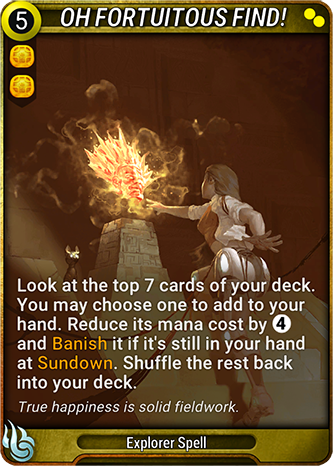 5 OH FORTUITOUS FIND!
Look at the top 7 cards of your deck.
You may choose one to add to your
hand. Reduce its mana cost by 4
and Banish it if it's still in your hand
at Sundown. Shuffle the rest back
into your deck.
True happiness is solid fieldwork.
Explorer Spell